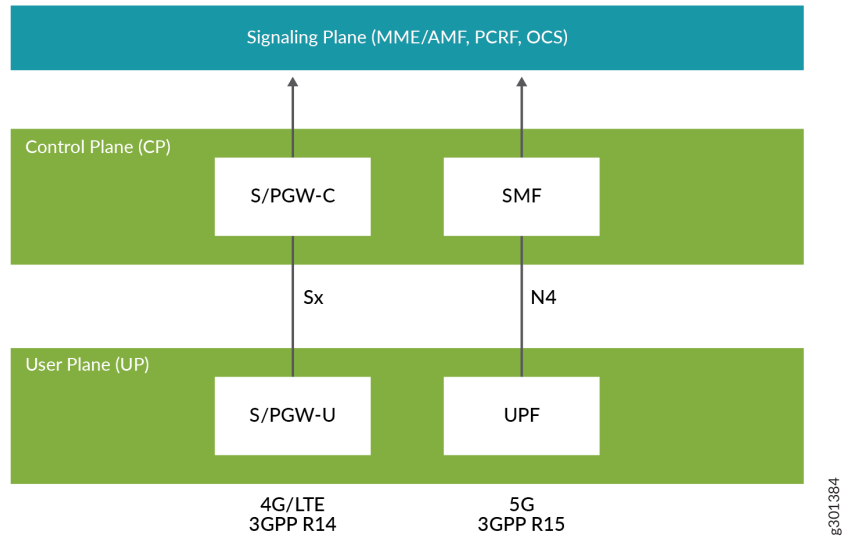 Signaling Plane (MME/AMF, PCRF, OCS)
Control Plane (CP)
S/PGW-C
SMF
Sx
N4
User Plane (UP)
S/PGW-U
UPF
4G/LTE
3GPP R14
5G
3GPP R15
g301384